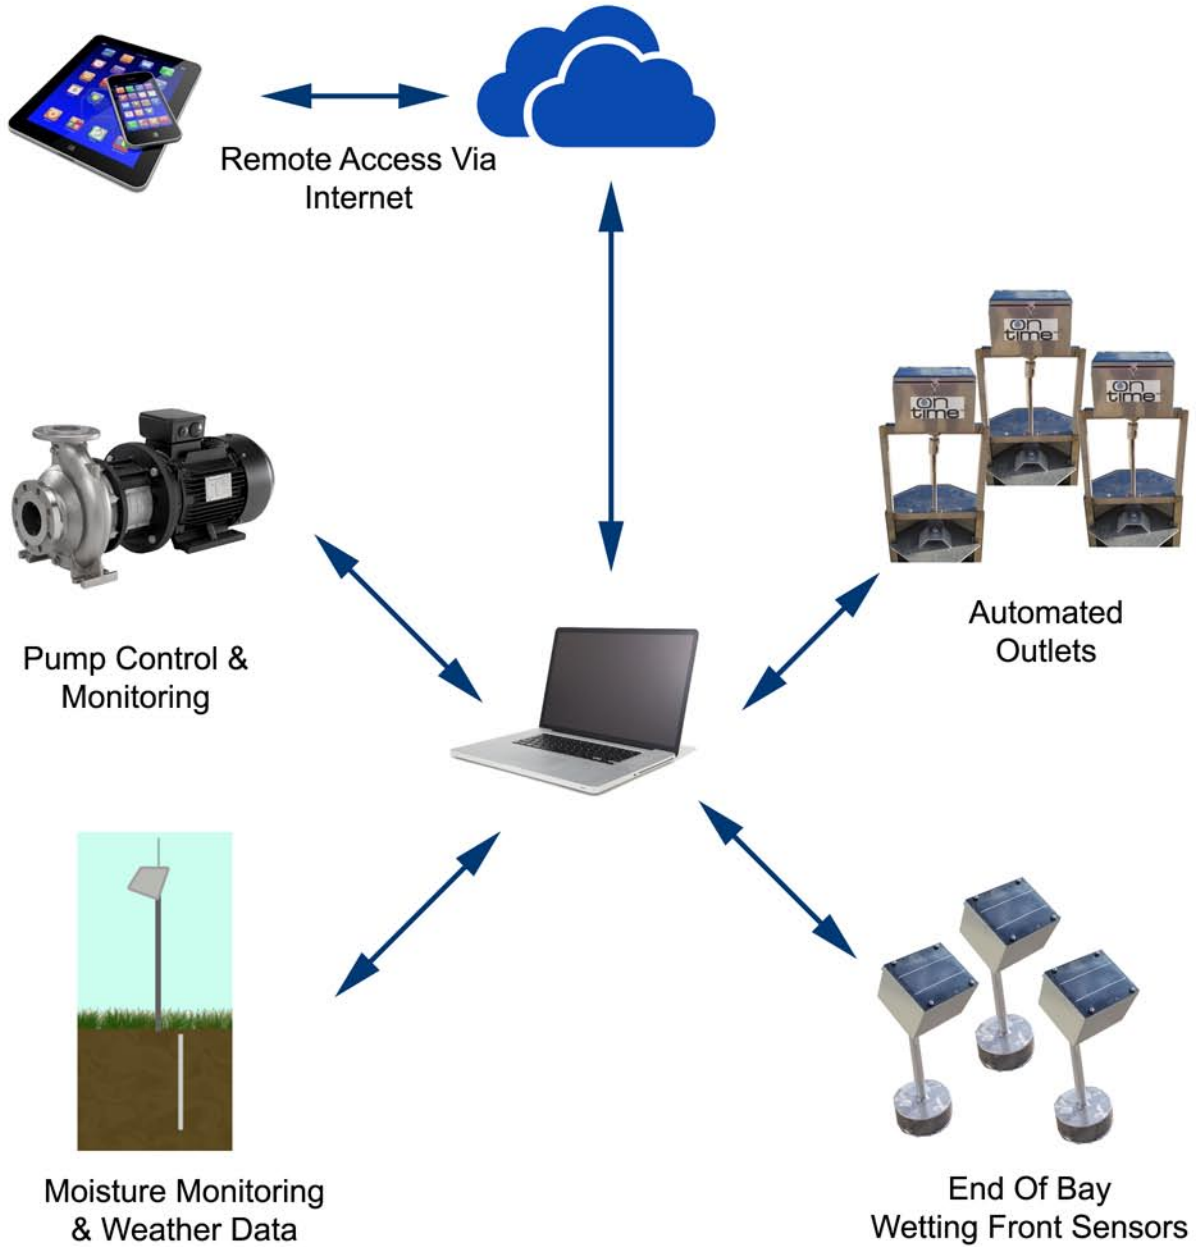 Remote Access Via
Internet
on
time
on
time
on
time
Automated
Outlets
Pump Control &
Monitoring
Moisture Monitoring
& Weather Data
End Of Bay
Wetting Front Sensors